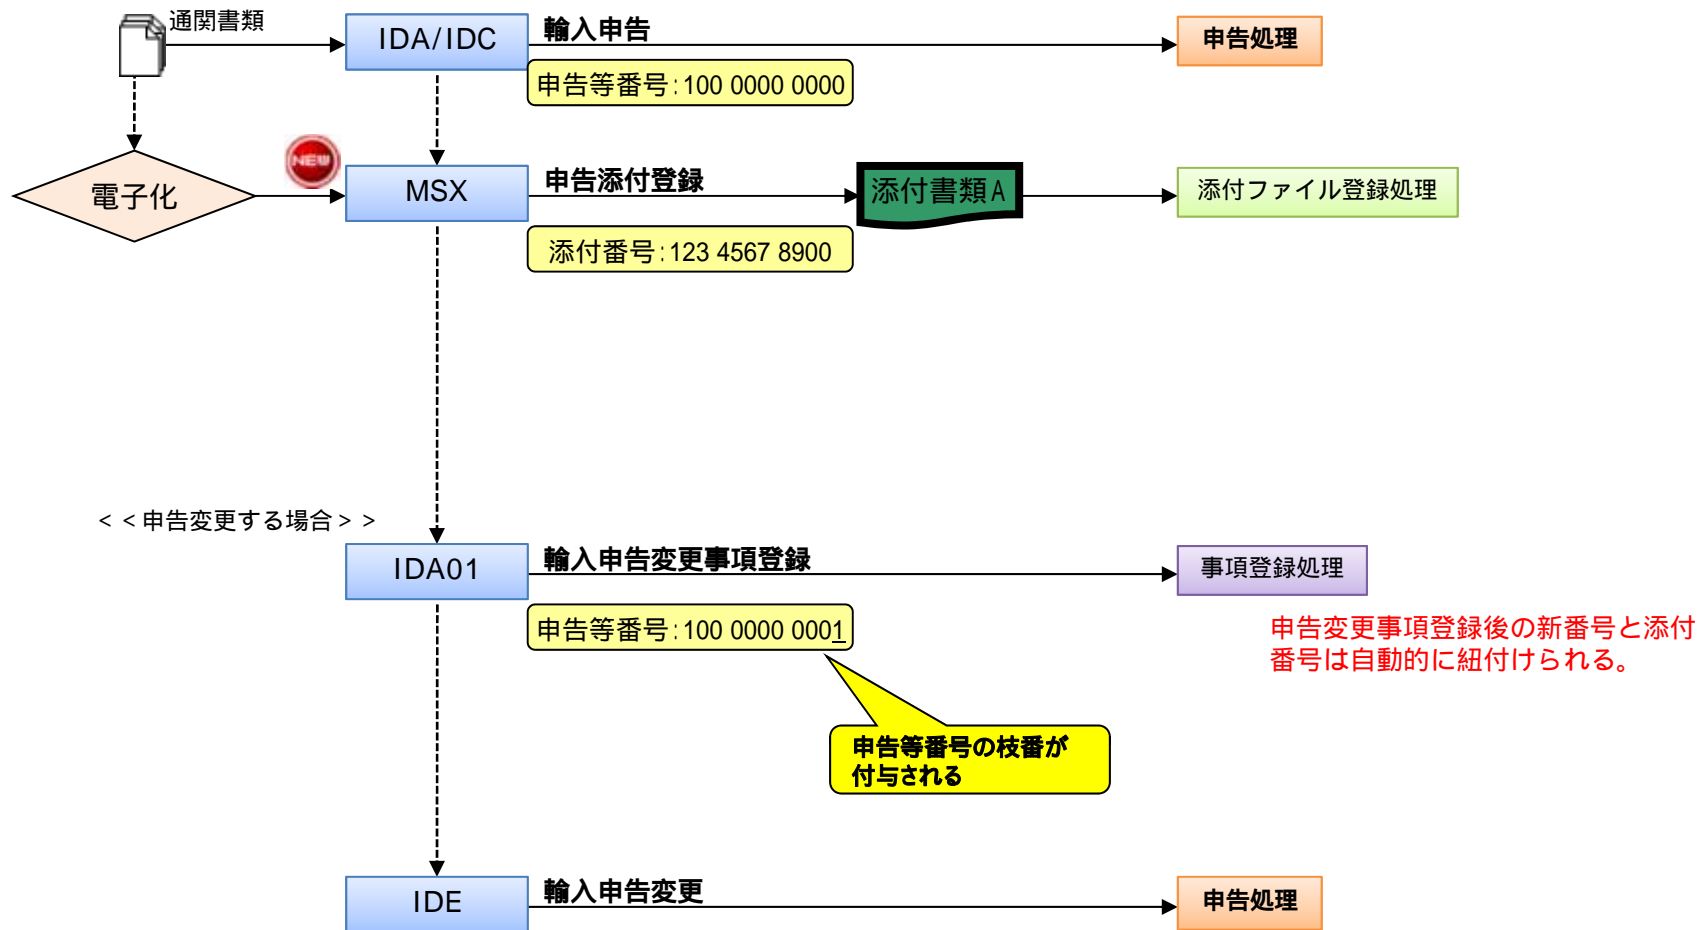 通関書類
IDA/IDC
輸入申告
申告処理
申告等番号:100 0000 0000
電子化
NEW
MSX
申告添付登録
添付書類A
添付ファイル登録処理
添付番号:123 4567 8900
<<申告変更する場合>>
IDA01
輸入申告変更事項登録
事項登録処理
申告等番号:100 0000 0001
申告変更事項登録後の新番号と添付
番号は自動的に紐付けられる。
申告等番号の枝番が
付与される
IDE
輸入申告変更
申告処理